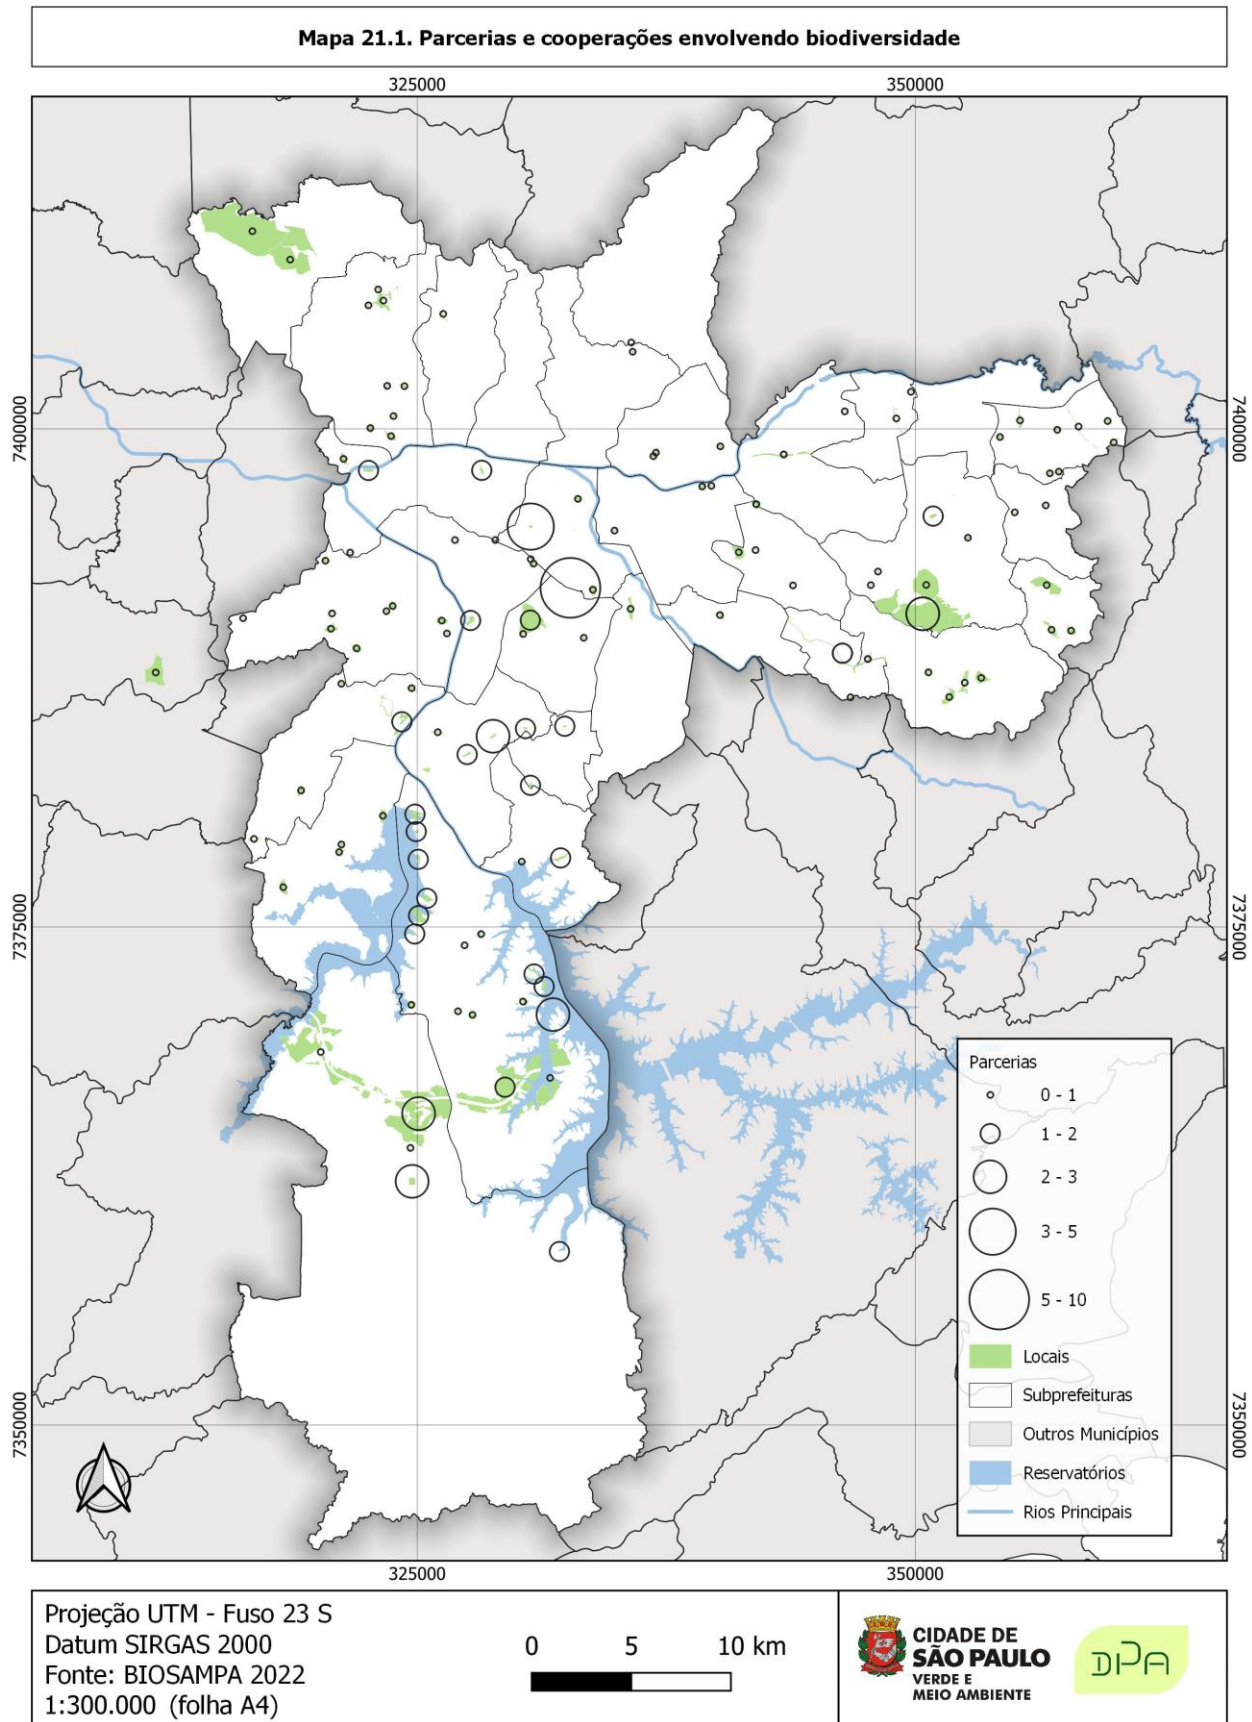 Mapa 21.1. Parcerias e cooperações envolvendo biodiversidade
325000
350000
7400000
7400000
7375000
7375000
7350000
7350000
Parcerias
0 - 1
1 - 2
2 - 3
3 - 5
5 - 10
Locais
Subprefeituras
Outros Municípios
Reservatórios
Rios Principais
325000
350000
Projeção UTM - Fuso 23 S
Datum SIRGAS 2000
Fonte: BIOSAMPA 2022
1:300.000 (folha A4)
0 5 10 km
CIDADE DE
SÃO PAULO
VERDE E
MEIO AMBIENTE
DPA